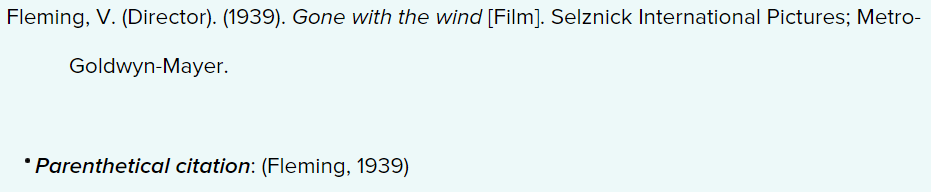 Fleming, V. (Director). (1939). Gone with the wind [Film]. Selznick International Pictures; Metro-
Goldwyn-Mayer.
• Parenthetical citation: (Fleming, 1939)